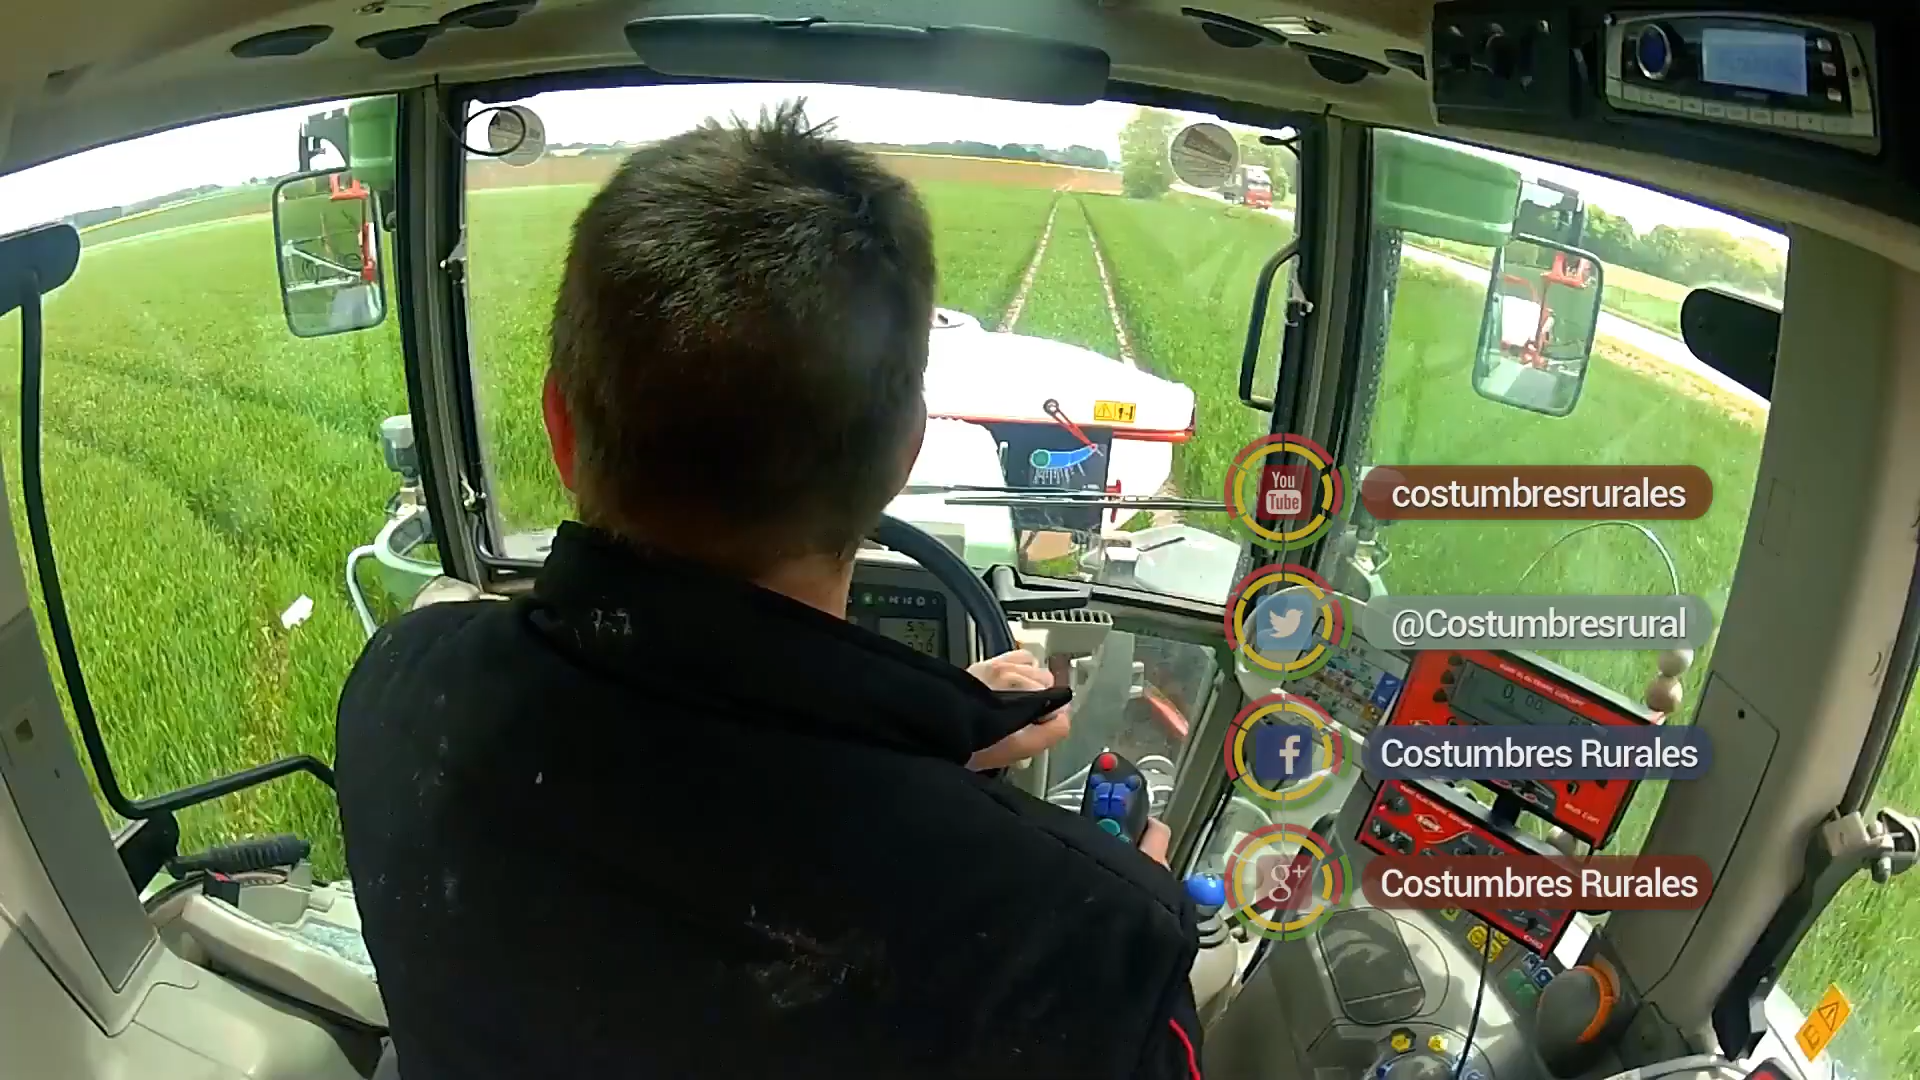 You
Tube
costumbresrurales
@Costumbresrural
f
Costumbres Rurales
g+
Costumbres Rurales